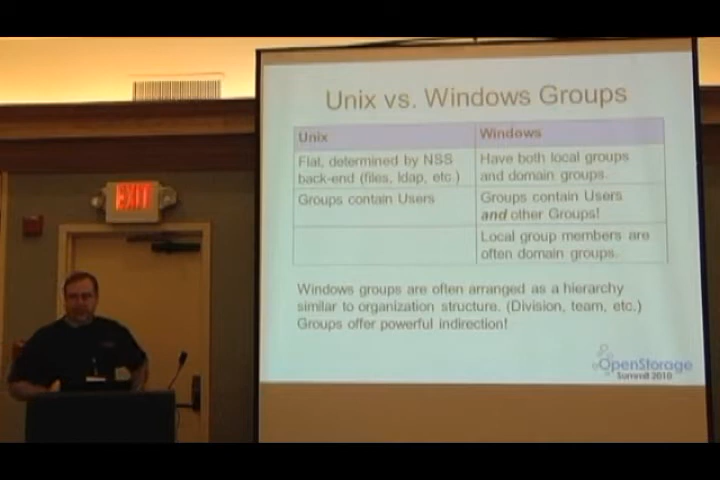 EXIT
Unix vs. Windows Groups
Unix
Windows
Flat, determined by NSS
back-end (files, ldap, etc.)
Have both local groups
and domain groups.
Groups contain Users
Groups contain Users
and other Groups!
Local group members are
often domain groups.
Windows groups are often arranged as a hierarchy
similar to organization structure. (Division, team, etc.)
Groups offer powerful indirection!
OpenStorage
Summit 2010